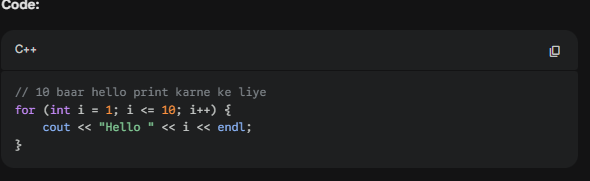 Code:
C++
// 10 baar hello print karne ke liye
for (int i = 1; i <= 10; i++) {
    cout << "Hello " << i << endl;
}